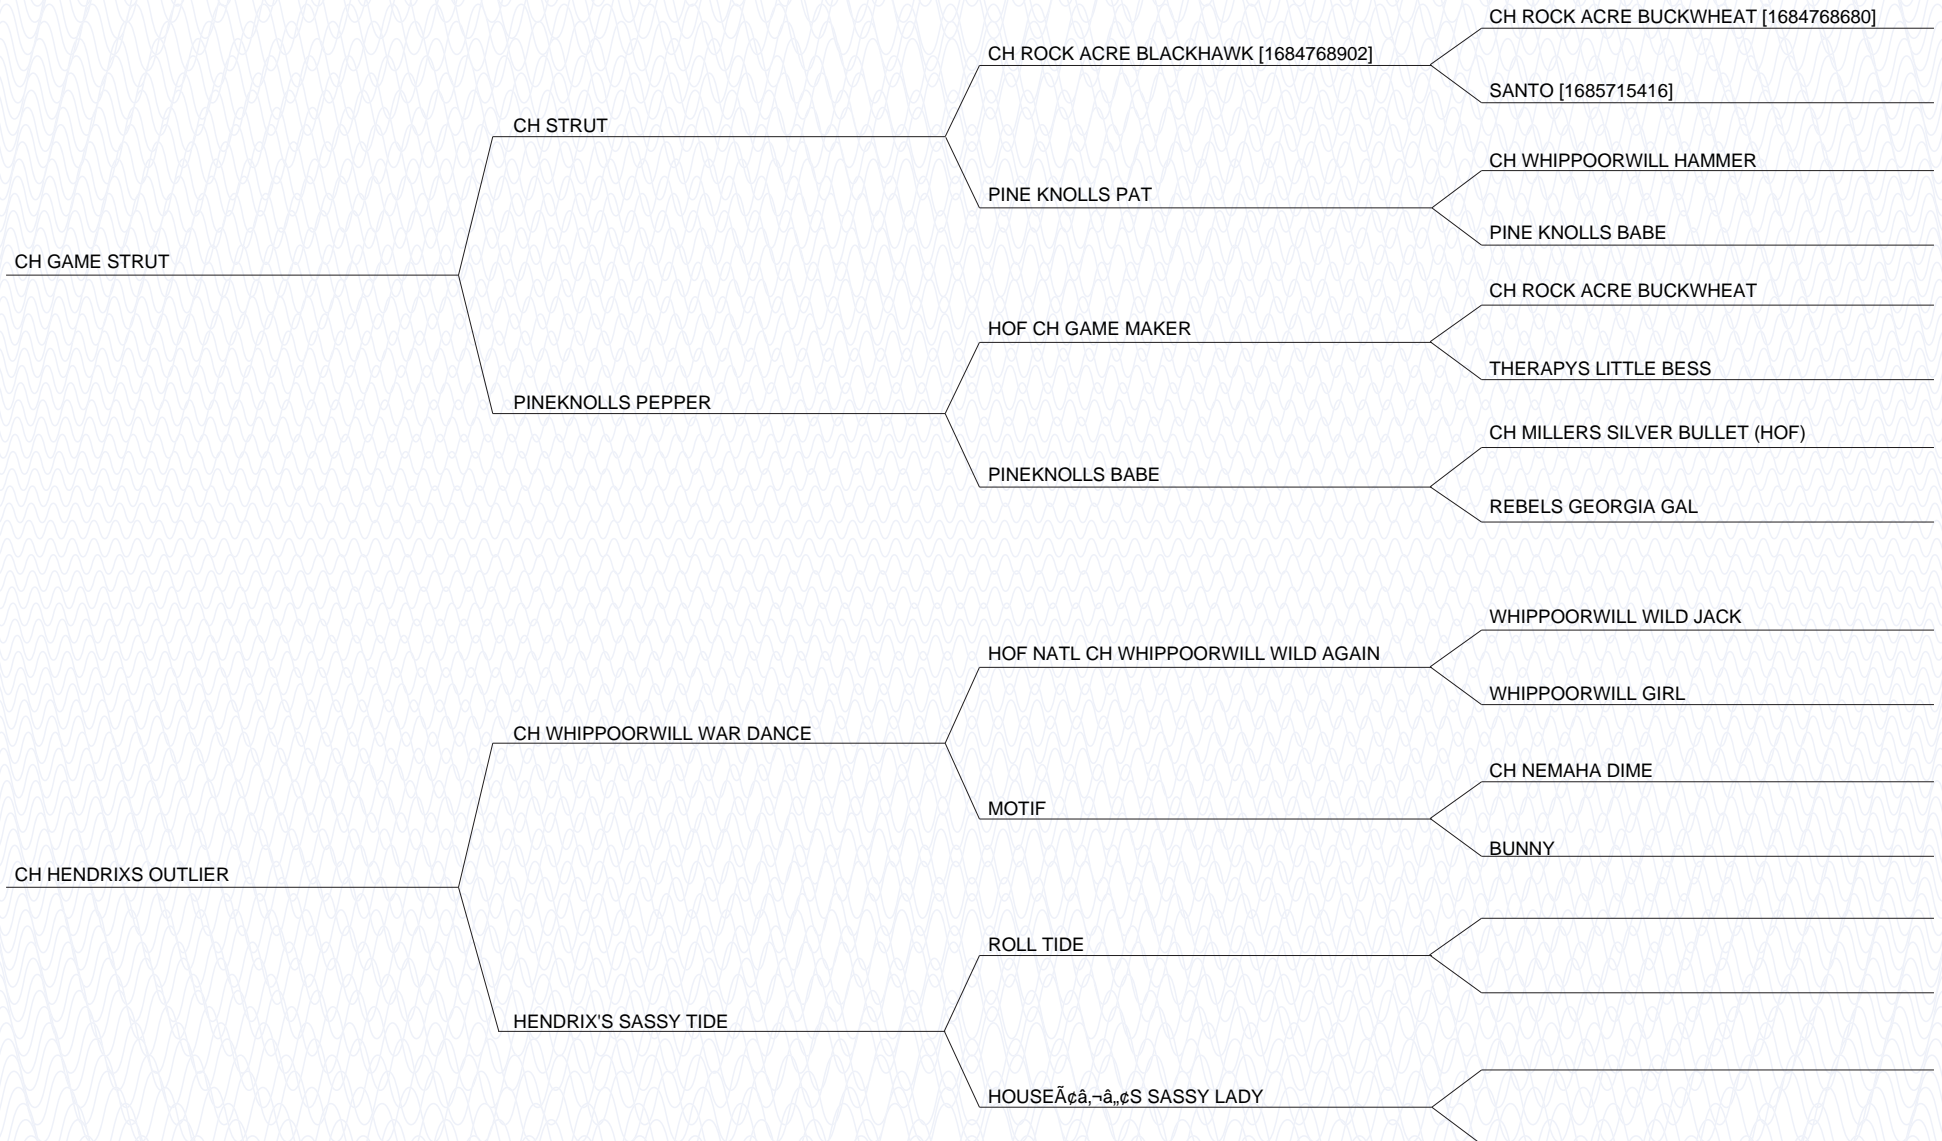 CH ROCK ACRE BUCKWHEAT [1684768680]
CH ROCK ACRE BLACKHAWK [1684768902]
SANTO [1685715416]
CH STRUT
CH WHIPPOORWILL HAMMER
PINE KNOLLS PAT
PINE KNOLLS BABE
CH GAME STRUT
CH ROCK ACRE BUCKWHEAT
HOF CH GAME MAKER
THERAPYS LITTLE BESS
PINEKNOLLS PEPPER
CH MILLERS SILVER BULLET (HOF)
PINEKNOLLS BABE
REBELS GEORGIA GAL
WHIPPOORWILL WILD JACK
HOF NATL CH WHIPPOORWILL WILD AGAIN
WHIPPOORWILL GIRL
CH WHIPPOORWILL WAR DANCE
CH NEMAHA DIME
MOTIF
BUNNY
CH HENDRIXS OUTLIER
ROLL TIDE
HENDRIX'S SASSY TIDE
HOUSEÃ¢â‚¬â„¢S SASSY LADY